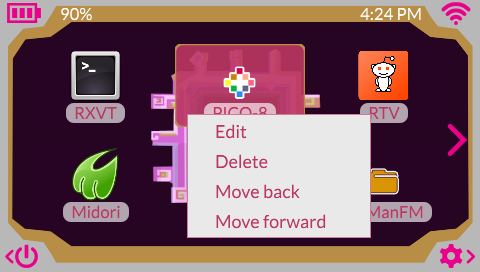 90%
4:24 PM
>_
RXVT
PICO-8
RTV
Edit
Delete
Move back
Move forward
Midori
ManFM